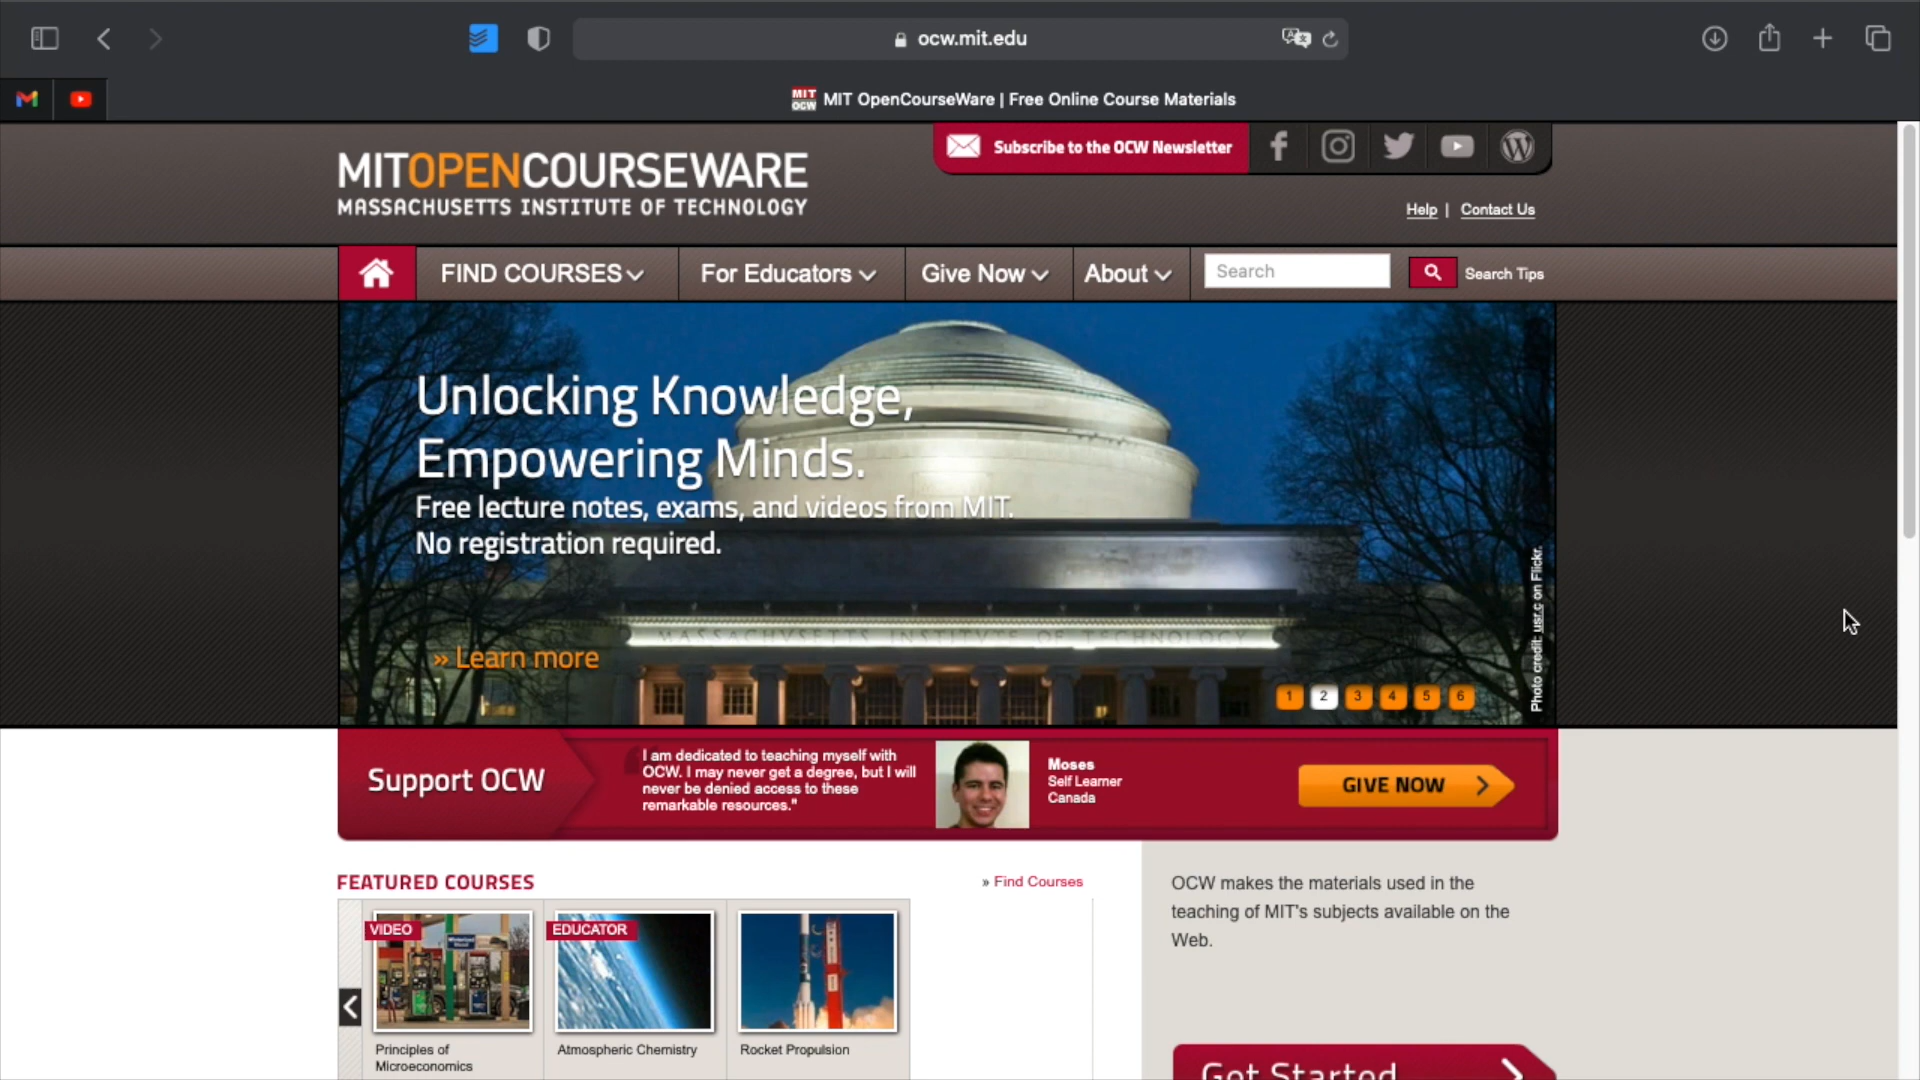 ocw.mit.edu
MIT OCW MIT OpenCourseWare | Free Online Course Materials
Subscribe to the OCW Newsletter
MITOPENCOURSEWARE
MASSACHUSETTS INSTITUTE OF TECHNOLOGY
Help | Contact Us
FIND COURSES For Educators Give Now About Search Search Tips
Unlocking Knowledge,
Empowering Minds.
Free lecture notes, exams, and videos from MIT.
No registration required.
MASSACHVSETTS INSTITVTE OF TECHNOLOGY
» Learn more
1 2 3 4 5 6
Photo credit: usr.c on Flickr.
Support OCW
"I am dedicated to teaching myself with
OCW. I may never get a degree, but I will
never be denied access to these
remarkable resources."
Moses
Self Learner
Canada
GIVE NOW
FEATURED COURSES
» Find Courses
VIDEO
EDUCATOR
Principles of
Microeconomics
Atmospheric Chemistry
Rocket Propulsion
OCW makes the materials used in the
teaching of MIT's subjects available on the
Web.
Get Started